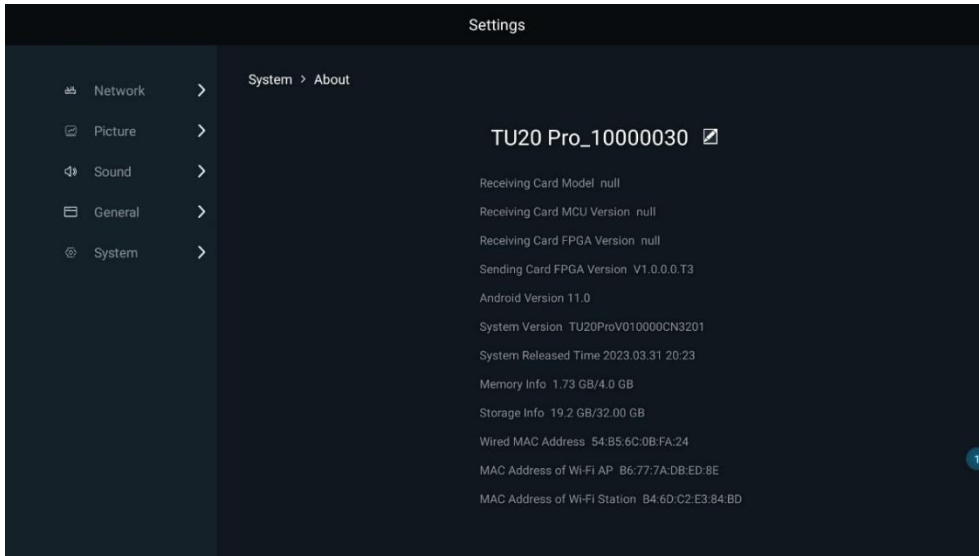 Settings
Network
Picture
Sound
General
System
System > About
TU20 Pro_10000030
Receiving Card Model null
Receiving Card MCU Version null
Receiving Card FPGA Version null
Sending Card FPGA Version V1.0.0.0.T3
Android Version 11.0
System Version TU20ProV010000CN3201
System Released Time 2023.03.31 20:23
Memory Info 1.73 GB/4.0 GB
Storage Info 19.2 GB/32.00 GB
Wired MAC Address 54:B5:6C:0B:FA:24
MAC Address of Wi-Fi AP B6:77:7A:DB:ED:8E
MAC Address of Wi-Fi Station B4:6D:C2:E3:84:BD